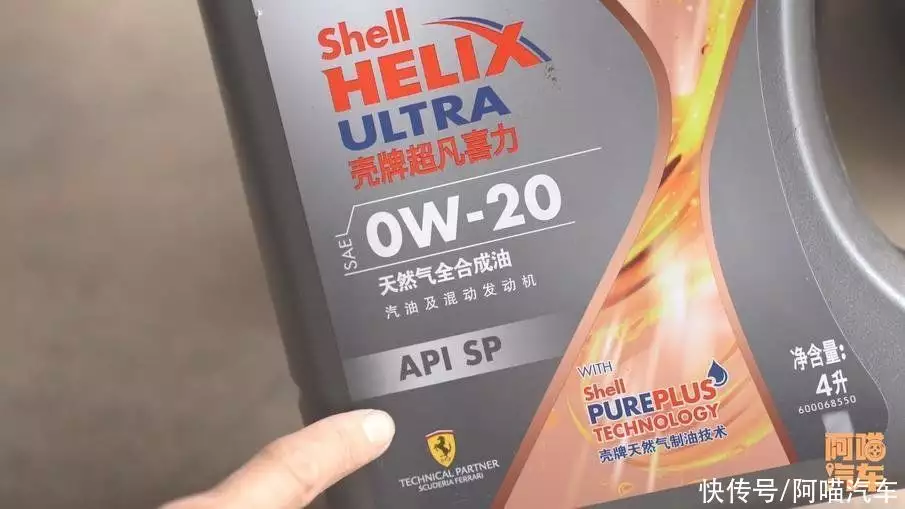 Shell
HELIX
ULTRA
壳牌超凡喜力
SAE 0W-20
天然气全合成油
汽油及混动发动机
API SP
TECHNICAL PARTNER
SCUDERIA FERRARI
WITH
Shell
PUREPLUS
TECHNOLOGY
壳牌天然气制油技术
净含量:
4升
600068550
阿喵
汽车
快传号/阿喵汽车